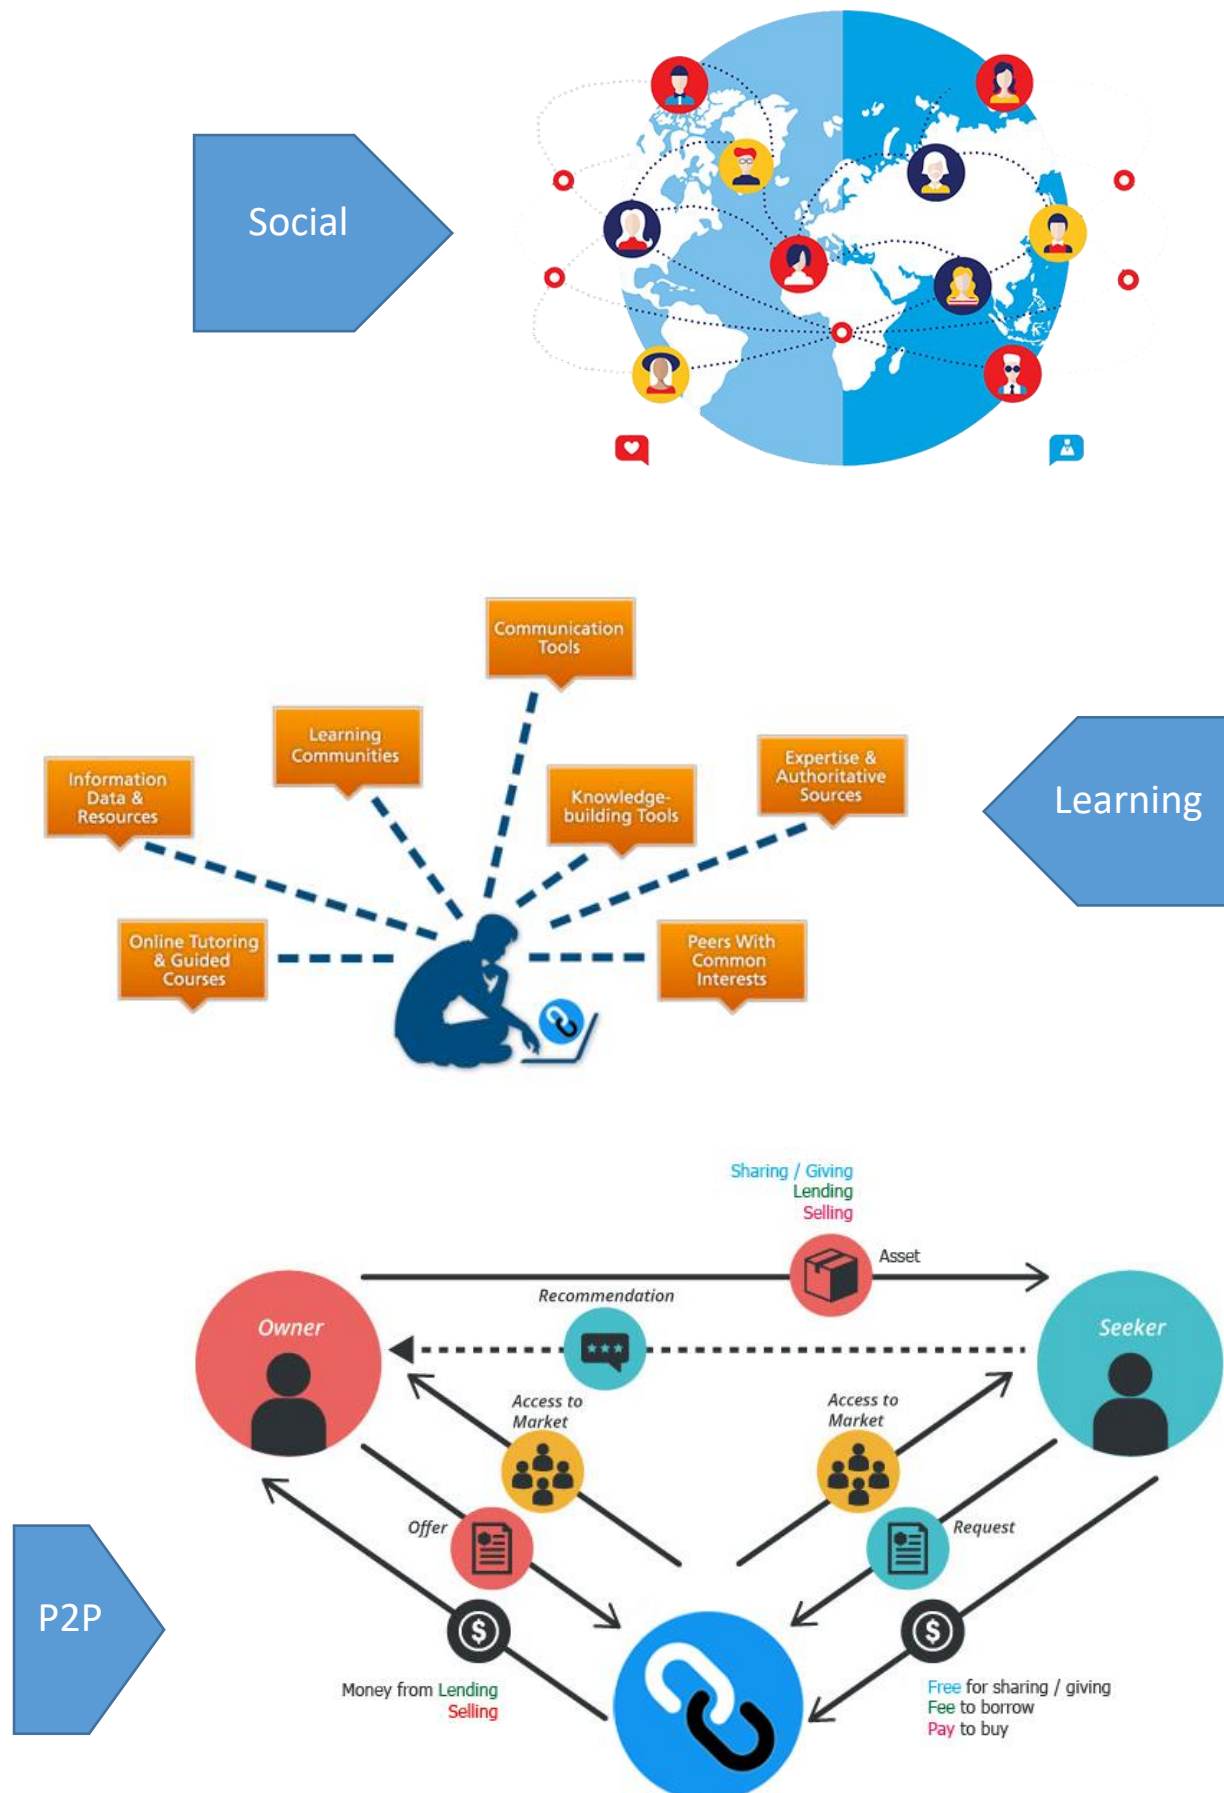 Social
Communication
Tools
Learning
Communities
Information
Data &
Resources
Knowledge-
building Tools
Expertise &
Authoritative
Sources
Learning
Online Tutoring
& Guided
Courses
Peers With
Common
Interests
Sharing / Giving
Lending
Selling
Asset
Recommendation
Owner
Seeker
Access to
Market
Access to
Market
Offer
Request
P2P
$
$
Money from Lending
Selling
Free for sharing / giving
Fee to borrow
Pay to buy